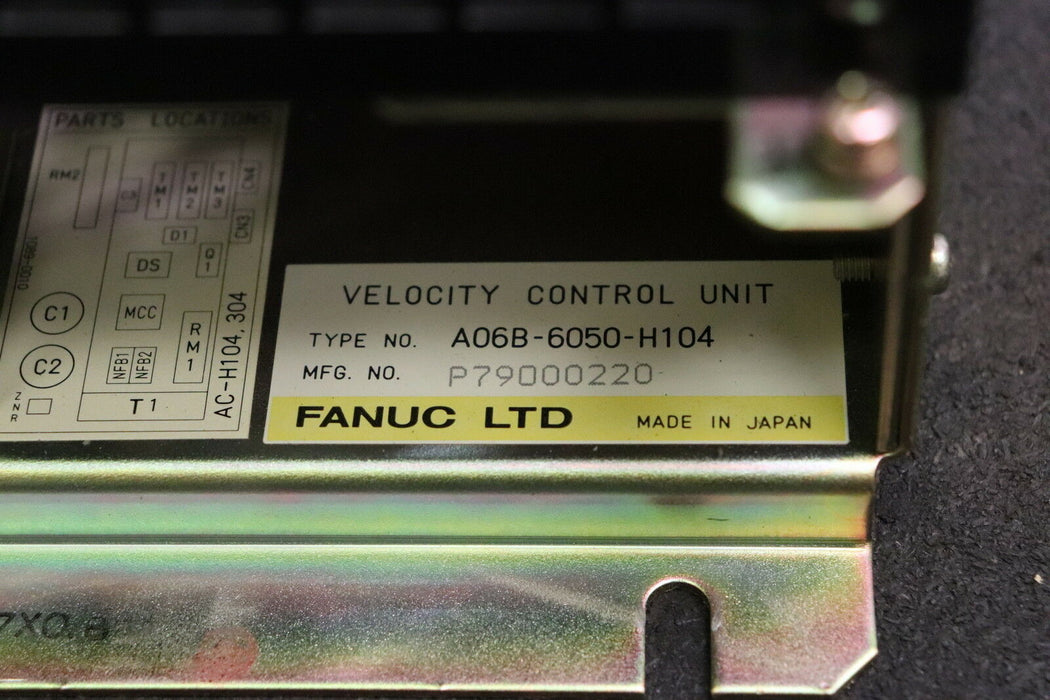 PARTS LOCATIONS
RM2
C3
TM1
TM2
TM3
CN4
CN3
D1
DS
Q1
C1
MCC
RM1
C2
NFB1
NFB2
ZNR
T1
AC-H104,304
VELOCITY CONTROL UNIT
TYPE NO. A06B-6050-H104
MFG. NO. P79000220
FANUC LTD MADE IN JAPAN